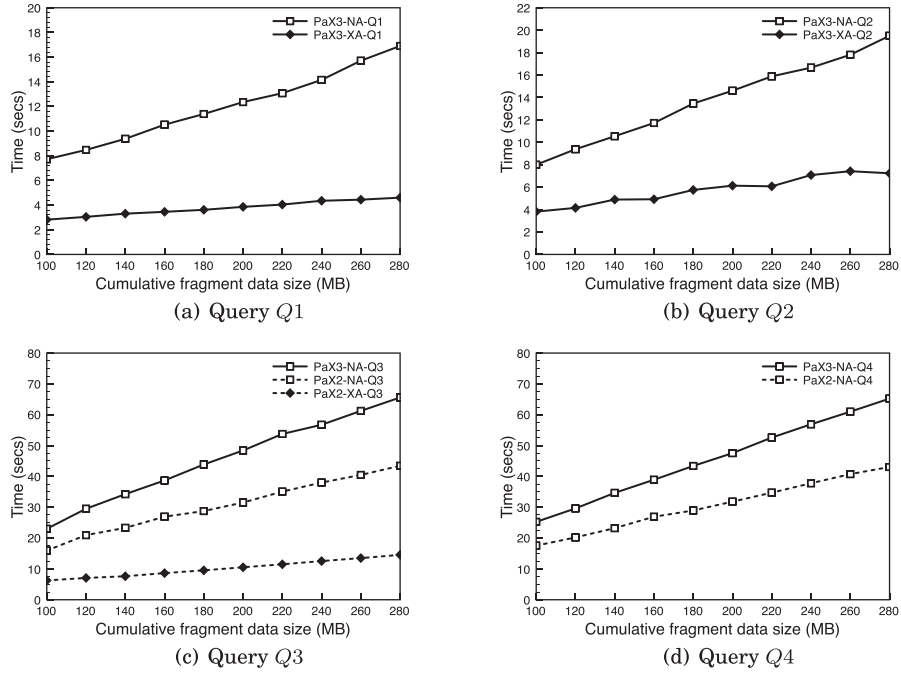 20
18
16
14
12
10
8
6
4
2
0
Time (secs)
PaX3-NA-Q1
PaX3-XA-Q1
100 120 140 160 180 200 220 240 260 280
Cumulative fragment data size (MB)
(a) Query Q1
22
20
18
16
14
12
10
8
6
4
2
0
Time (secs)
PaX3-NA-Q2
PaX3-XA-Q2
100 120 140 160 180 200 220 240 260 280
Cumulative fragment data size (MB)
(b) Query Q2
80
70
60
50
40
30
20
10
0
Time (secs)
PaX3-NA-Q3
PaX2-NA-Q3
PaX2-XA-Q3
100 120 140 160 180 200 220 240 260 280
Cumulative fragment data size (MB)
(c) Query Q3
80
70
60
50
40
30
20
10
0
Time (secs)
PaX3-NA-Q4
PaX2-NA-Q4
100 120 140 160 180 200 220 240 260 280
Cumulative fragment data size (MB)
(d) Query Q4